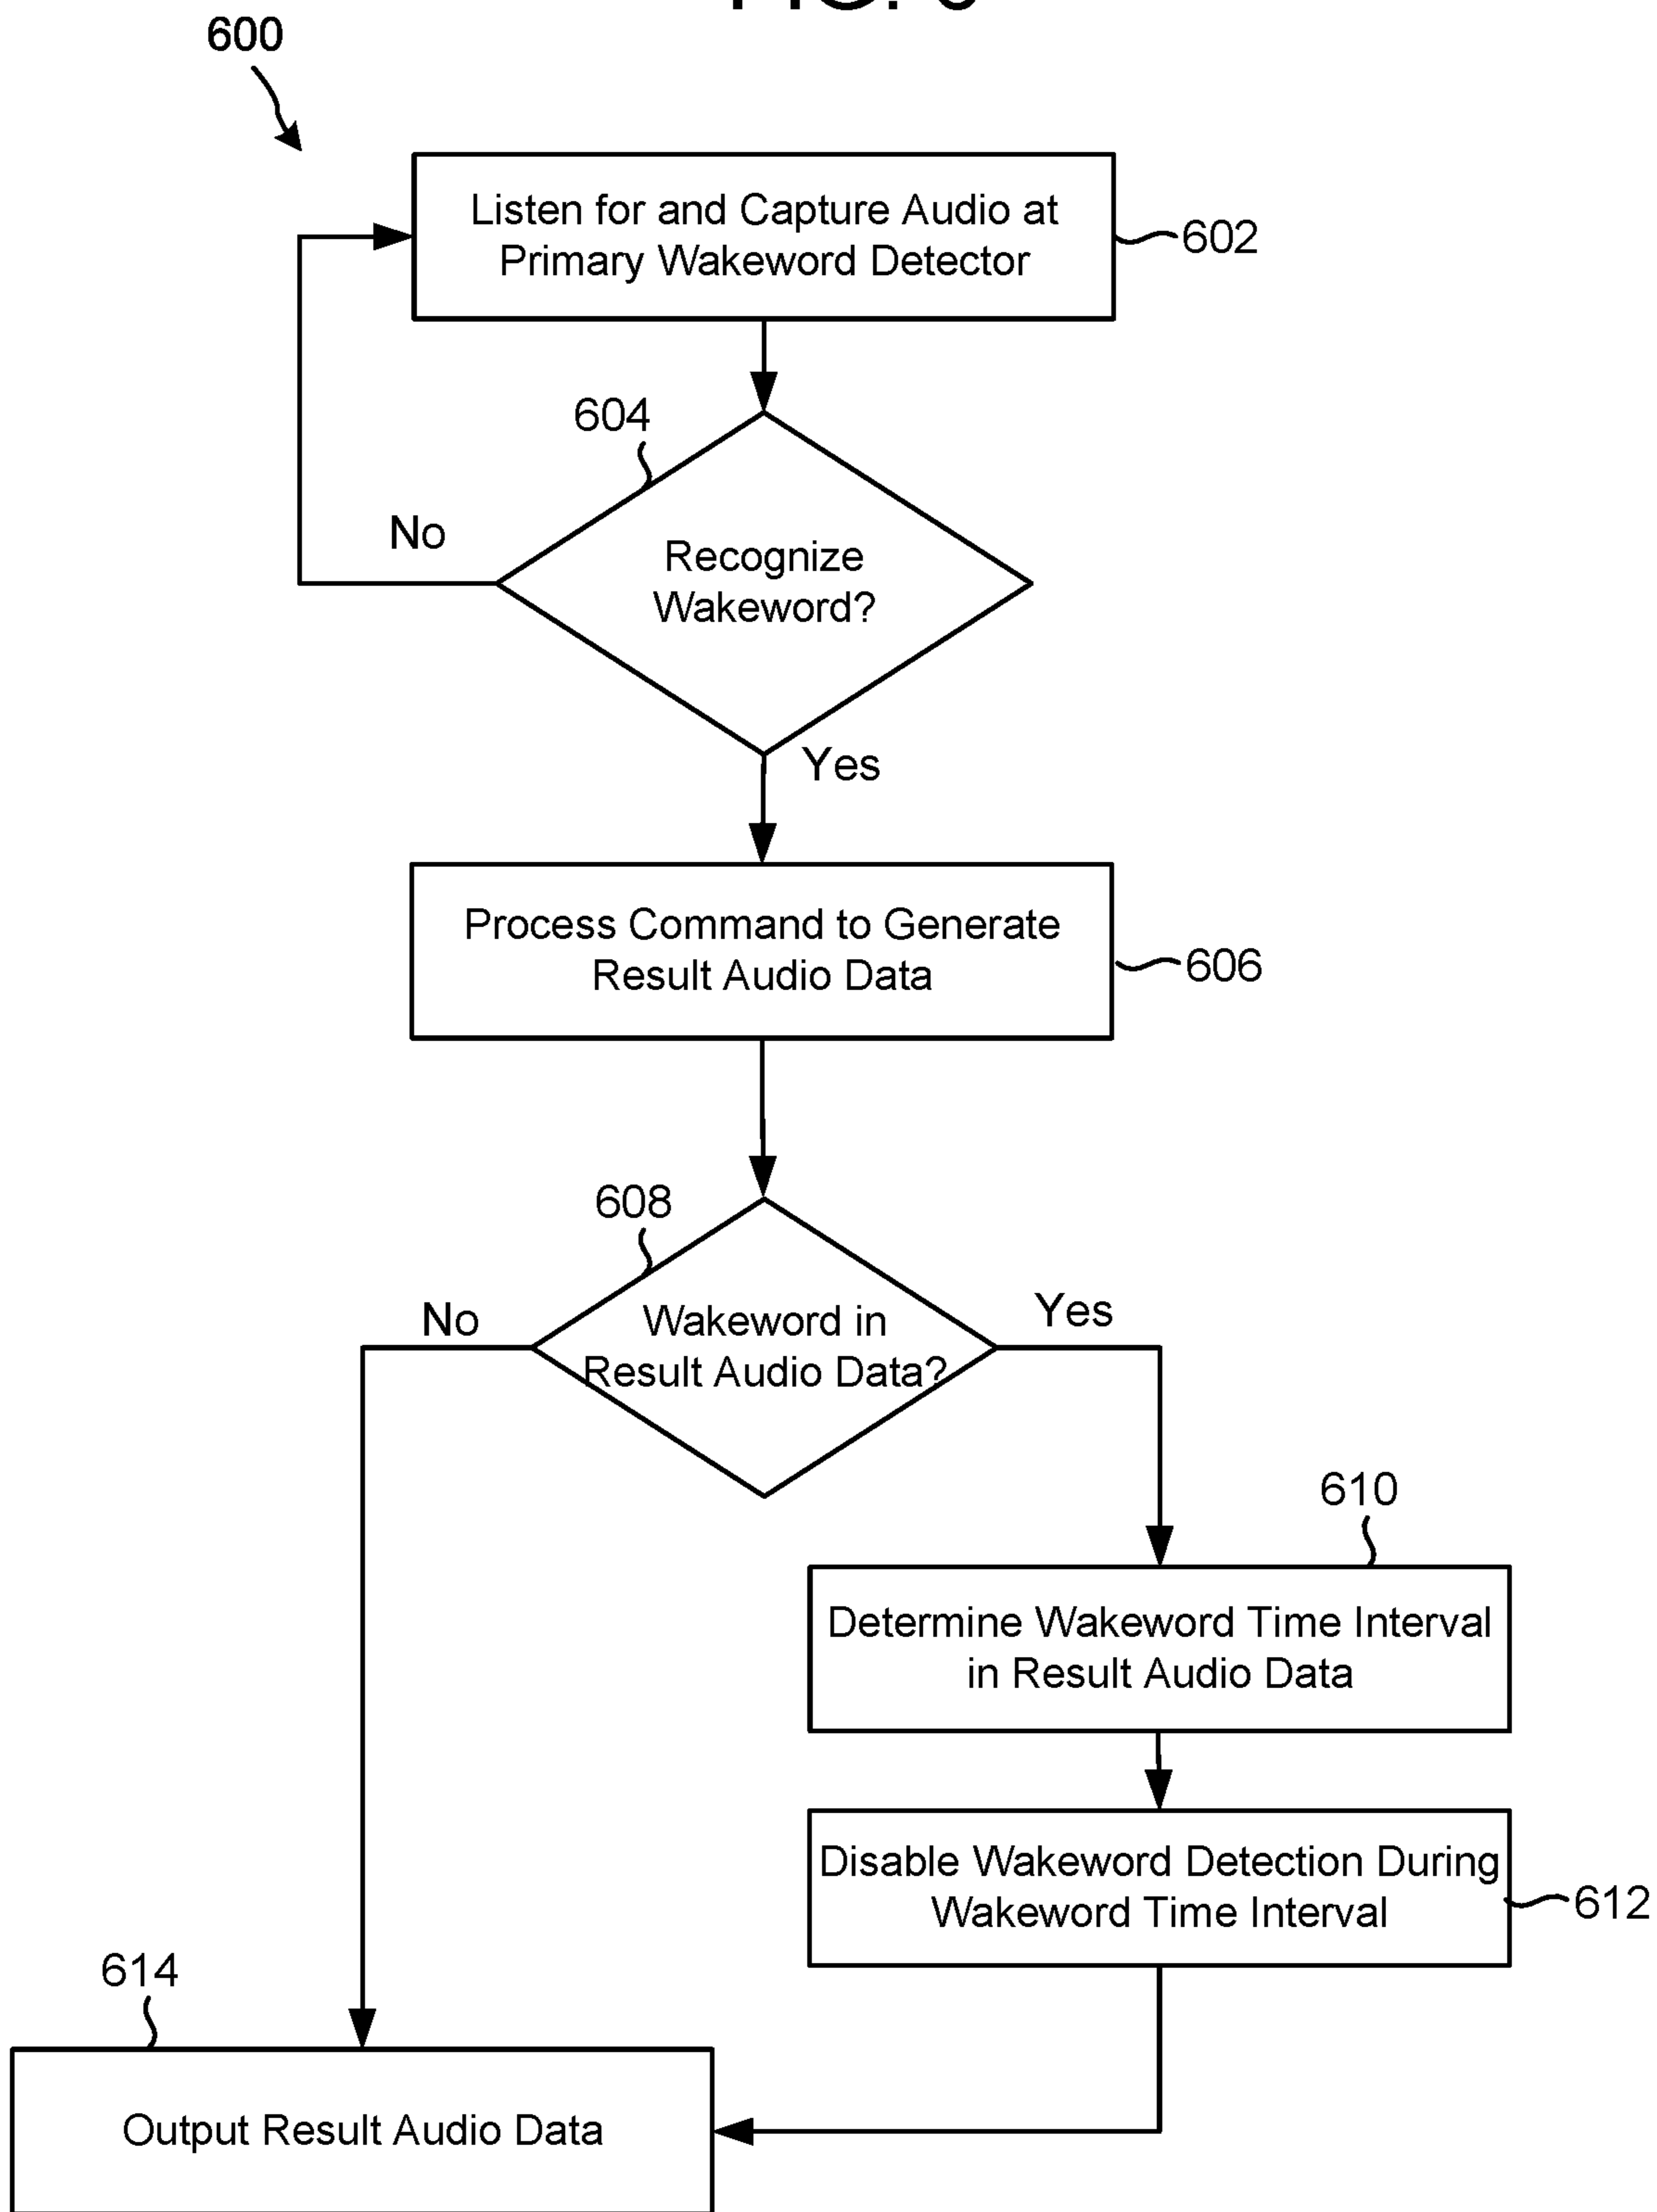 600
Listen for and Capture Audio at
Primary Wakeword Detector
602
604
No
Recognize
Wakeword?
Yes
Process Command to Generate
Result Audio Data
606
608
No
Wakeword in
Result Audio Data?
Yes
610
Determine Wakeword Time Interval
in Result Audio Data
Disable Wakeword Detection During
Wakeword Time Interval
612
614
Output Result Audio Data